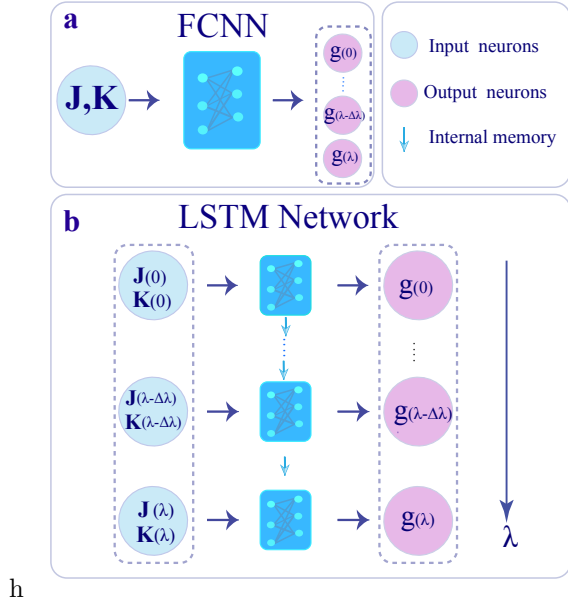 a
FCNN
J,K
g(0)
g(λ-Δλ)
g(λ)
Input neurons
Output neurons
Internal memory
b
LSTM Network
J(0)
K(0)
g(0)
J(λ-Δλ)
K(λ-Δλ)
g(λ-Δλ)
J(λ)
K(λ)
g(λ)
λ
h